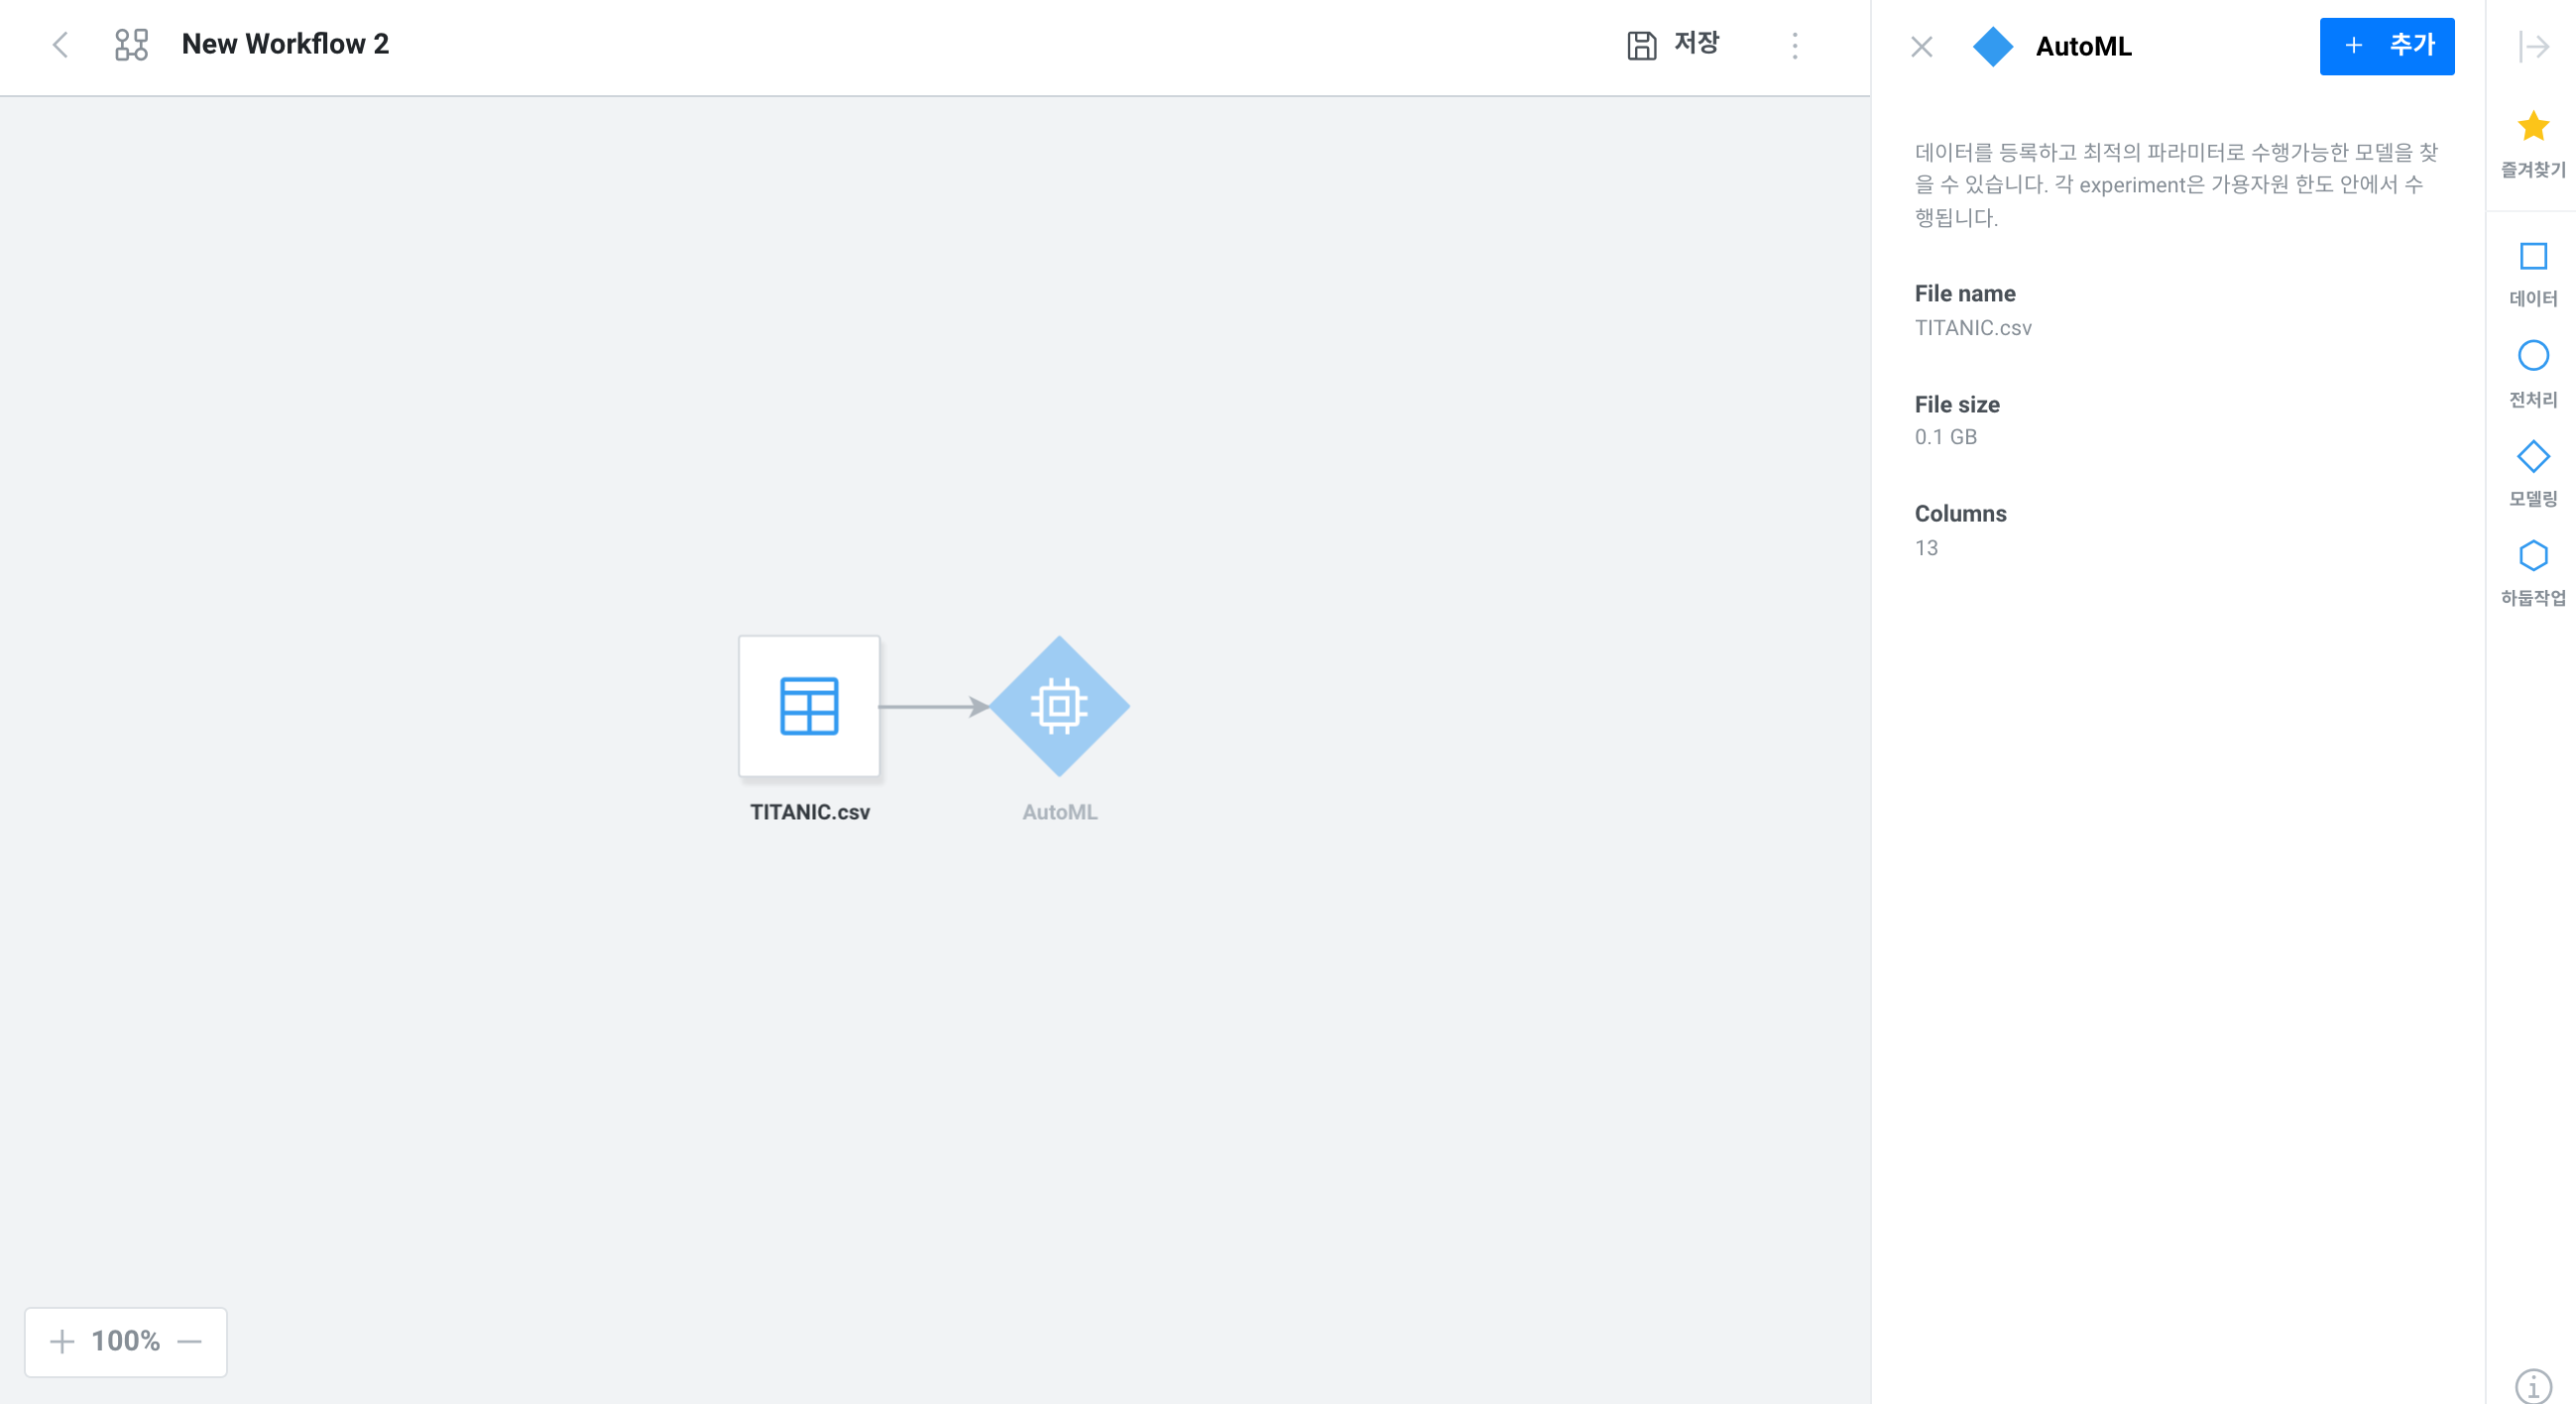 New Workflow 2
저장
TITANIC.csv
AutoML
100%
AutoML
추가
데이터를 등록하고 최적의 파라미터로 수행가능한 모델을 찾
을 수 있습니다. 각 experiment은 가용자원 한도 안에서 수
행됩니다.
File name
TITANIC.csv
File size
0.1 GB
Columns
13
즐겨찾기
데이터
전처리
모델링
하둡작업